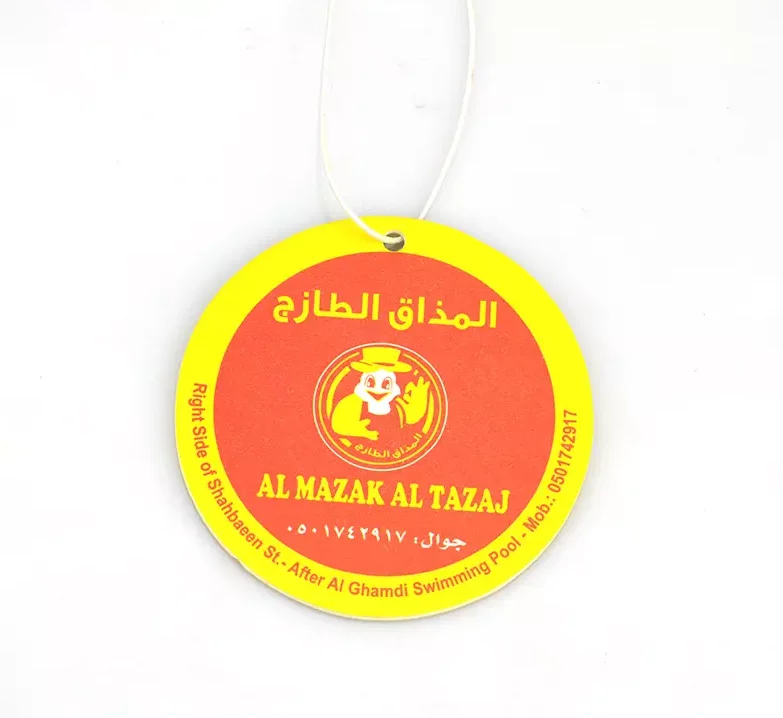 المذاق الطازج
المذاق الطازج
AL MAZAK AL TAZAJ
جوال: ٠٥٠١٧٤٢٩١٧
Right Side of Shahbaeen St.- After Al Ghamdi Swimming Pool - Mob.: 0501742917